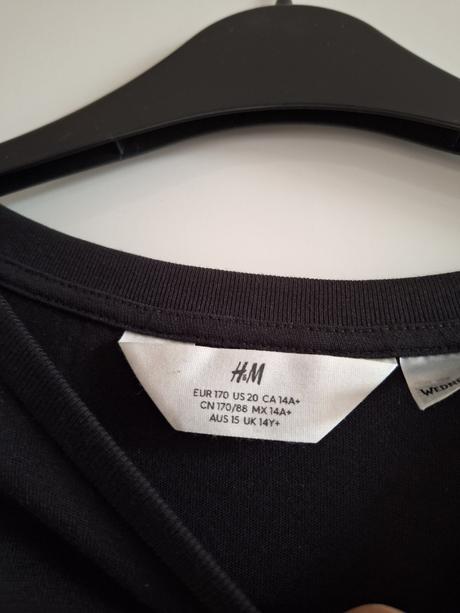 H&M
EUR 170 US 20 CA 14A+
CN 170/88 MX 14A+
AUS 15 UK 14Y+